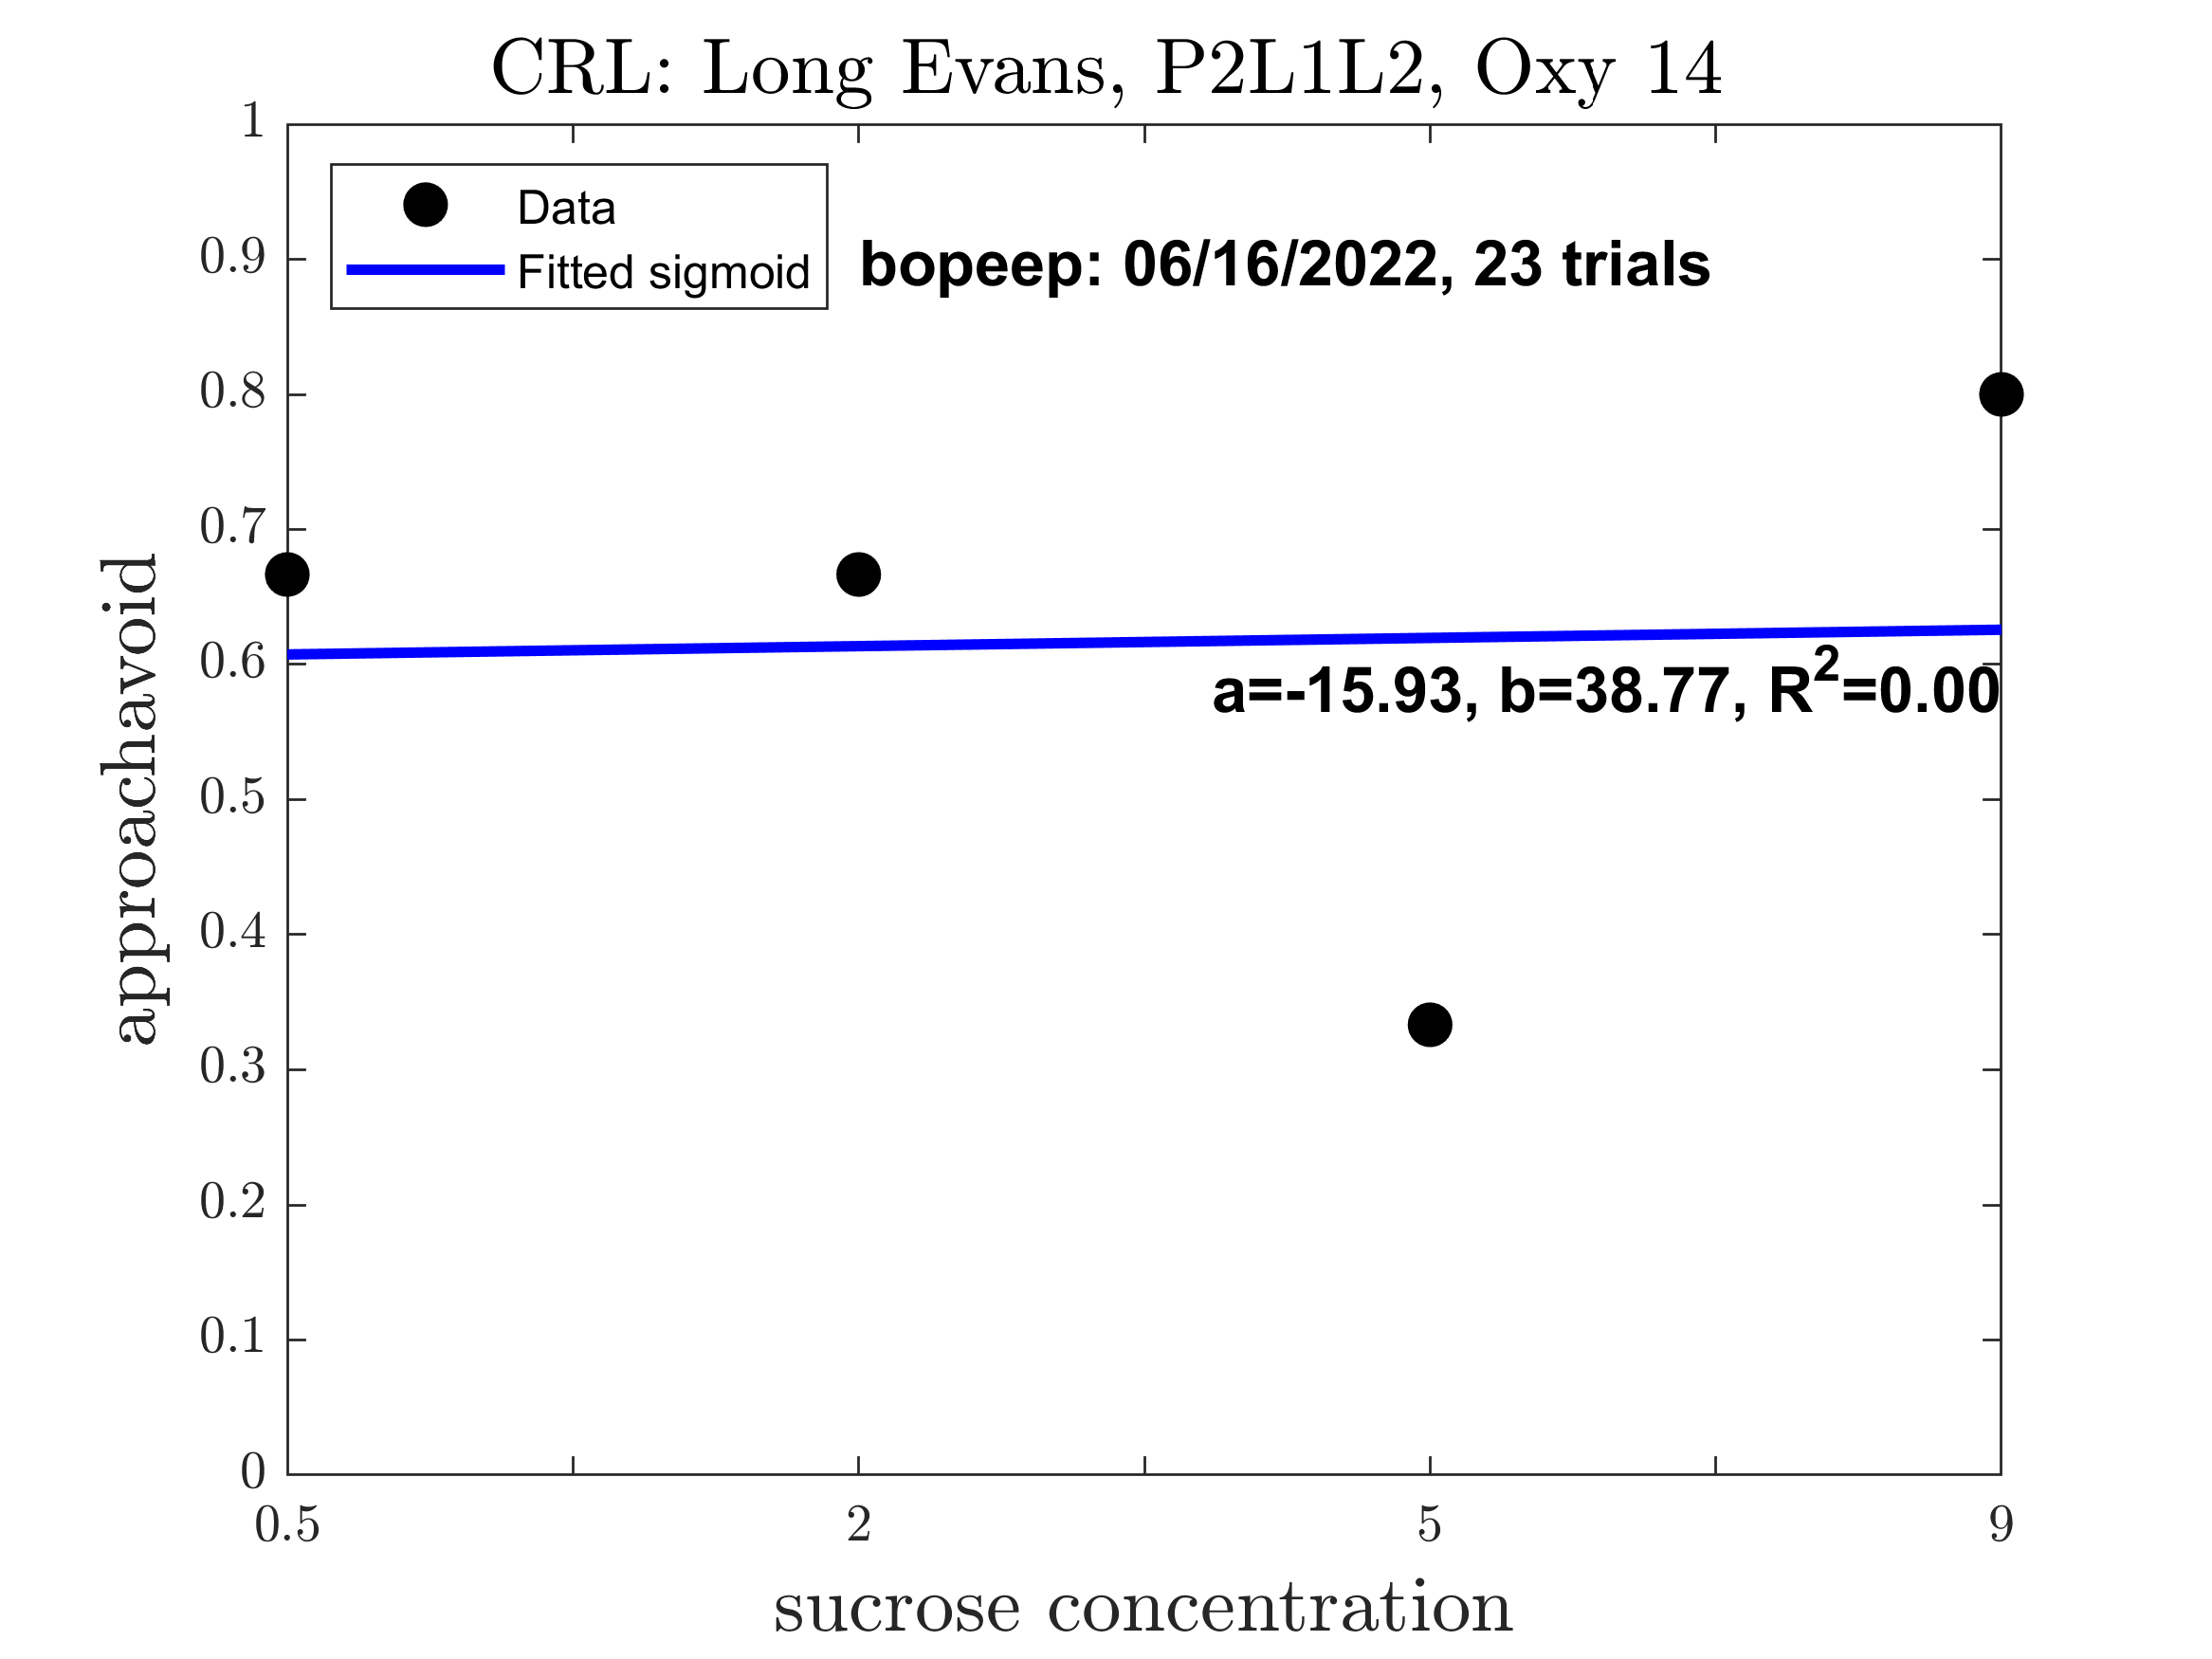 CRL: Long Evans, P2L1L2, Oxy 14
1
Data
Fitted sigmoid
bopeep: 06/16/2022, 23 trials
0.9
0.8
0.7
0.6
a=-15.93, b=38.77, R²=0.00
0.5
0.4
0.3
0.2
0.1
0
approachavoid
0.5 2 5 9
sucrose concentration